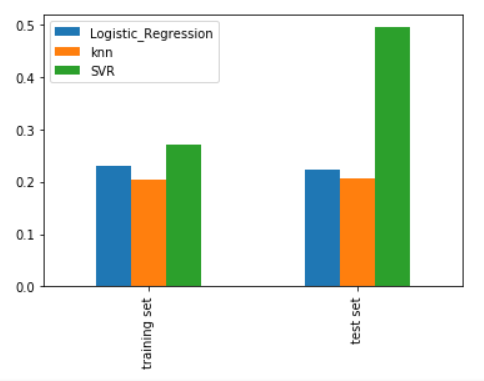 Logistic_Regression
knn
SVR
0.5
0.4
0.3
0.2
0.1
0.0
training set
test set